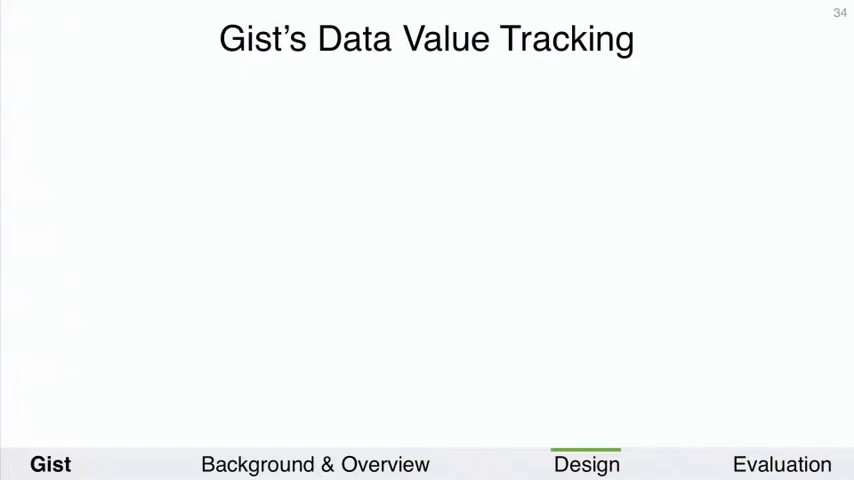 34
Gist's Data Value Tracking
Gist Background & Overview Design Evaluation